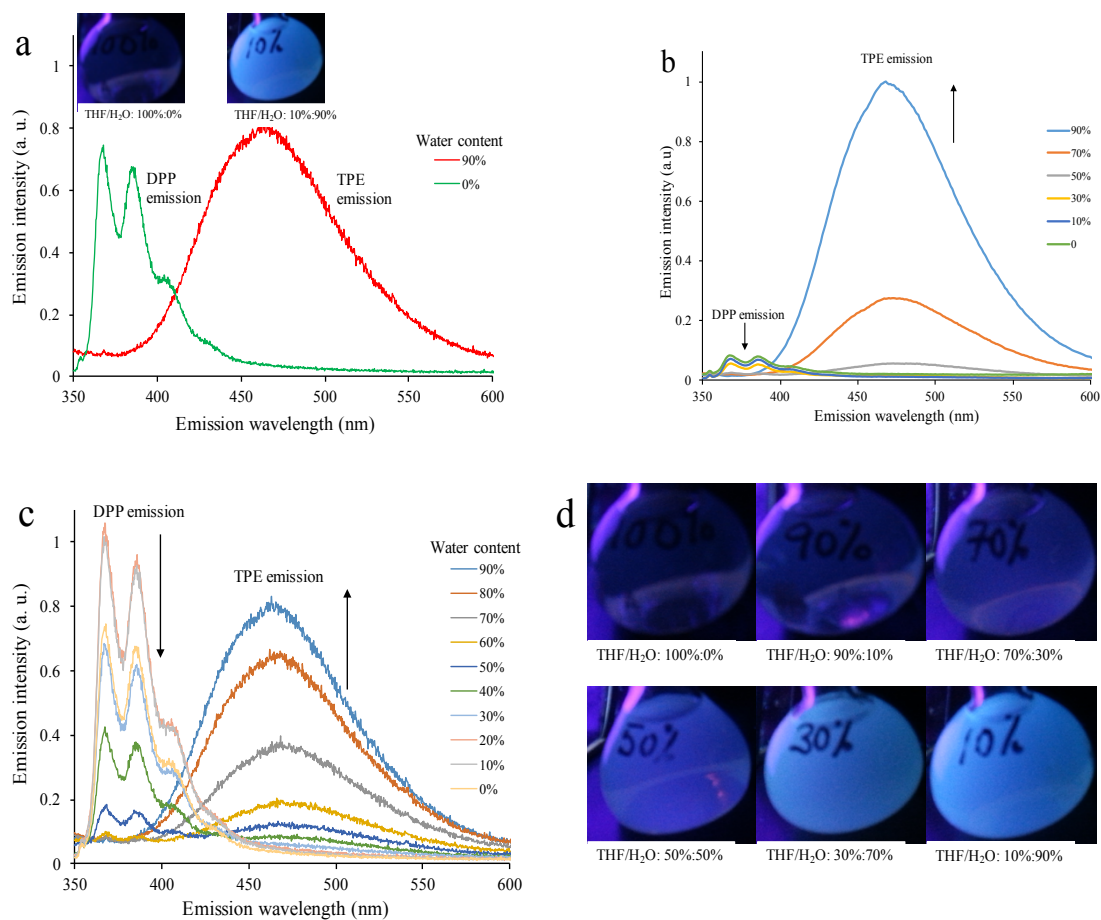 a
100%
10%
THF/H₂O: 100%:0%
THF/H₂O: 10%:90%
1
0.8
0.6
0.4
0.2
0
Emission intensity (a. u.)
DPP
emission
TPE
emission
Water content
90%
0%
350
400
450
500
550
600
Emission wavelength (nm)
b
TPE emission
1
0.8
0.6
0.4
0.2
0
Emission intensity (a.u)
DPP emission
90%
70%
50%
30%
10%
0
350
400
450
500
550
600
Emission wavelength (nm)
c
DPP emission
TPE emission
1
0.8
0.6
0.4
0.2
0
Emission intensity (a. u.)
Water content
90%
80%
70%
60%
50%
40%
30%
20%
10%
0%
350
400
450
500
550
600
Emission wavelength (nm)
d
100%
90%
70%
THF/H₂O: 100%:0%
THF/H₂O: 90%:10%
THF/H₂O: 70%:30%
50%
30%
10%
THF/H₂O: 50%:50%
THF/H₂O: 30%:70%
THF/H₂O: 10%:90%